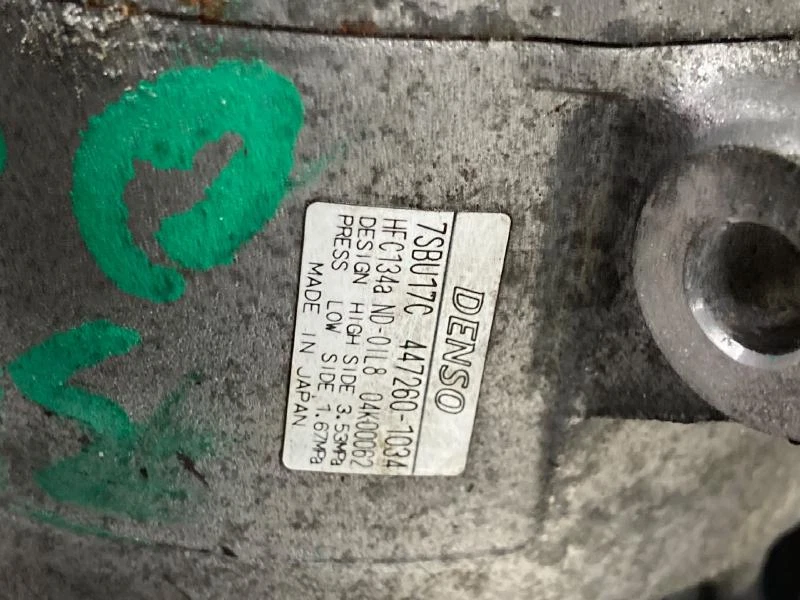 DENSO
7SBU17C 447260-1034
HFC134a ND-OIL8 04K00062
DESIGN HIGH SIDE 3.53MPa
PRESS LOW SIDE 1.67MPa
MADE IN JAPAN